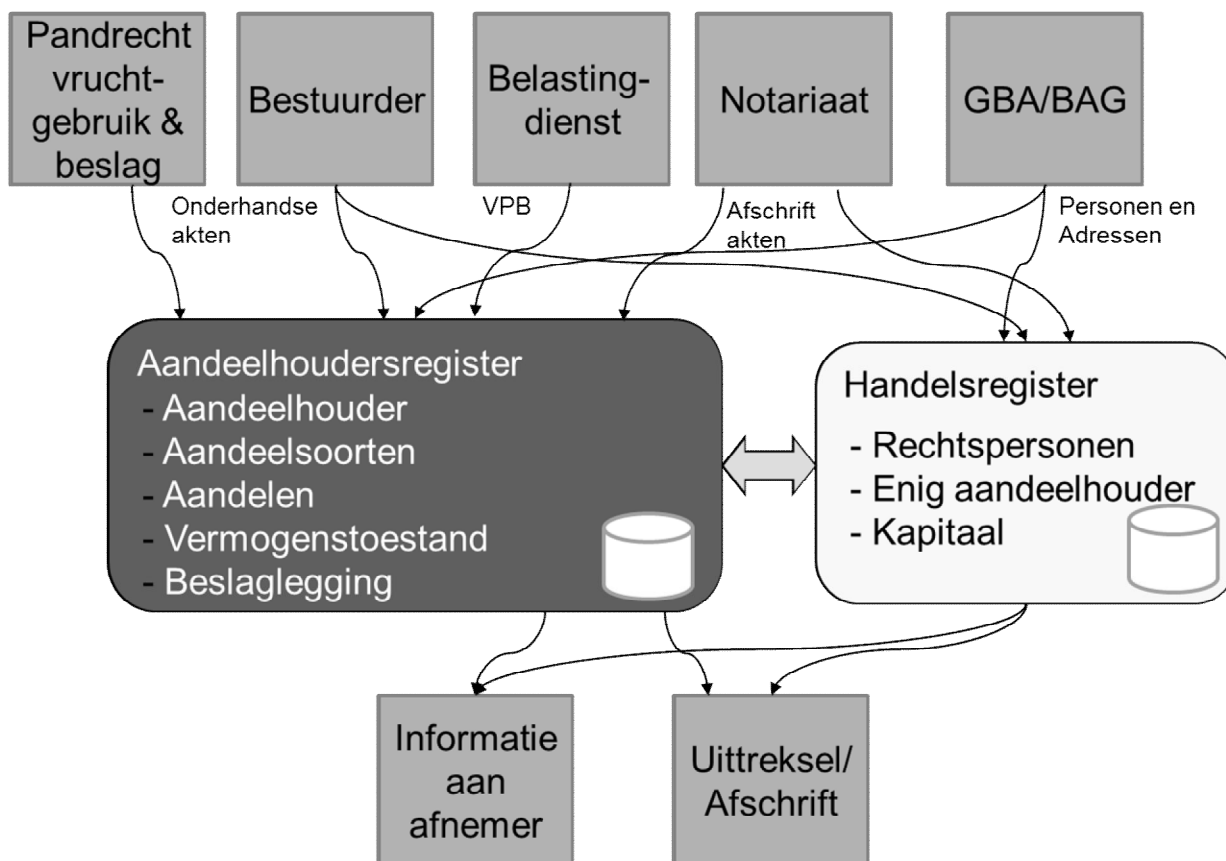 Pandrecht
vrucht-
gebruik &
beslag
Bestuurder
Belasting-
dienst
Notariaat
GBA/BAG
Onderhandse
akten
VPB
Afschrift
akten
Personen en
Adressen
Aandeelhoudersregister
- Aandeelhouder
- Aandeelsoorten
- Aandelen
- Vermogenstoestand
- Beslaglegging
Handelsregister
- Rechtspersonen
- Enig aandeelhouder
- Kapitaal
Informatie
aan
afnemer
Uittreksel/
Afschrift